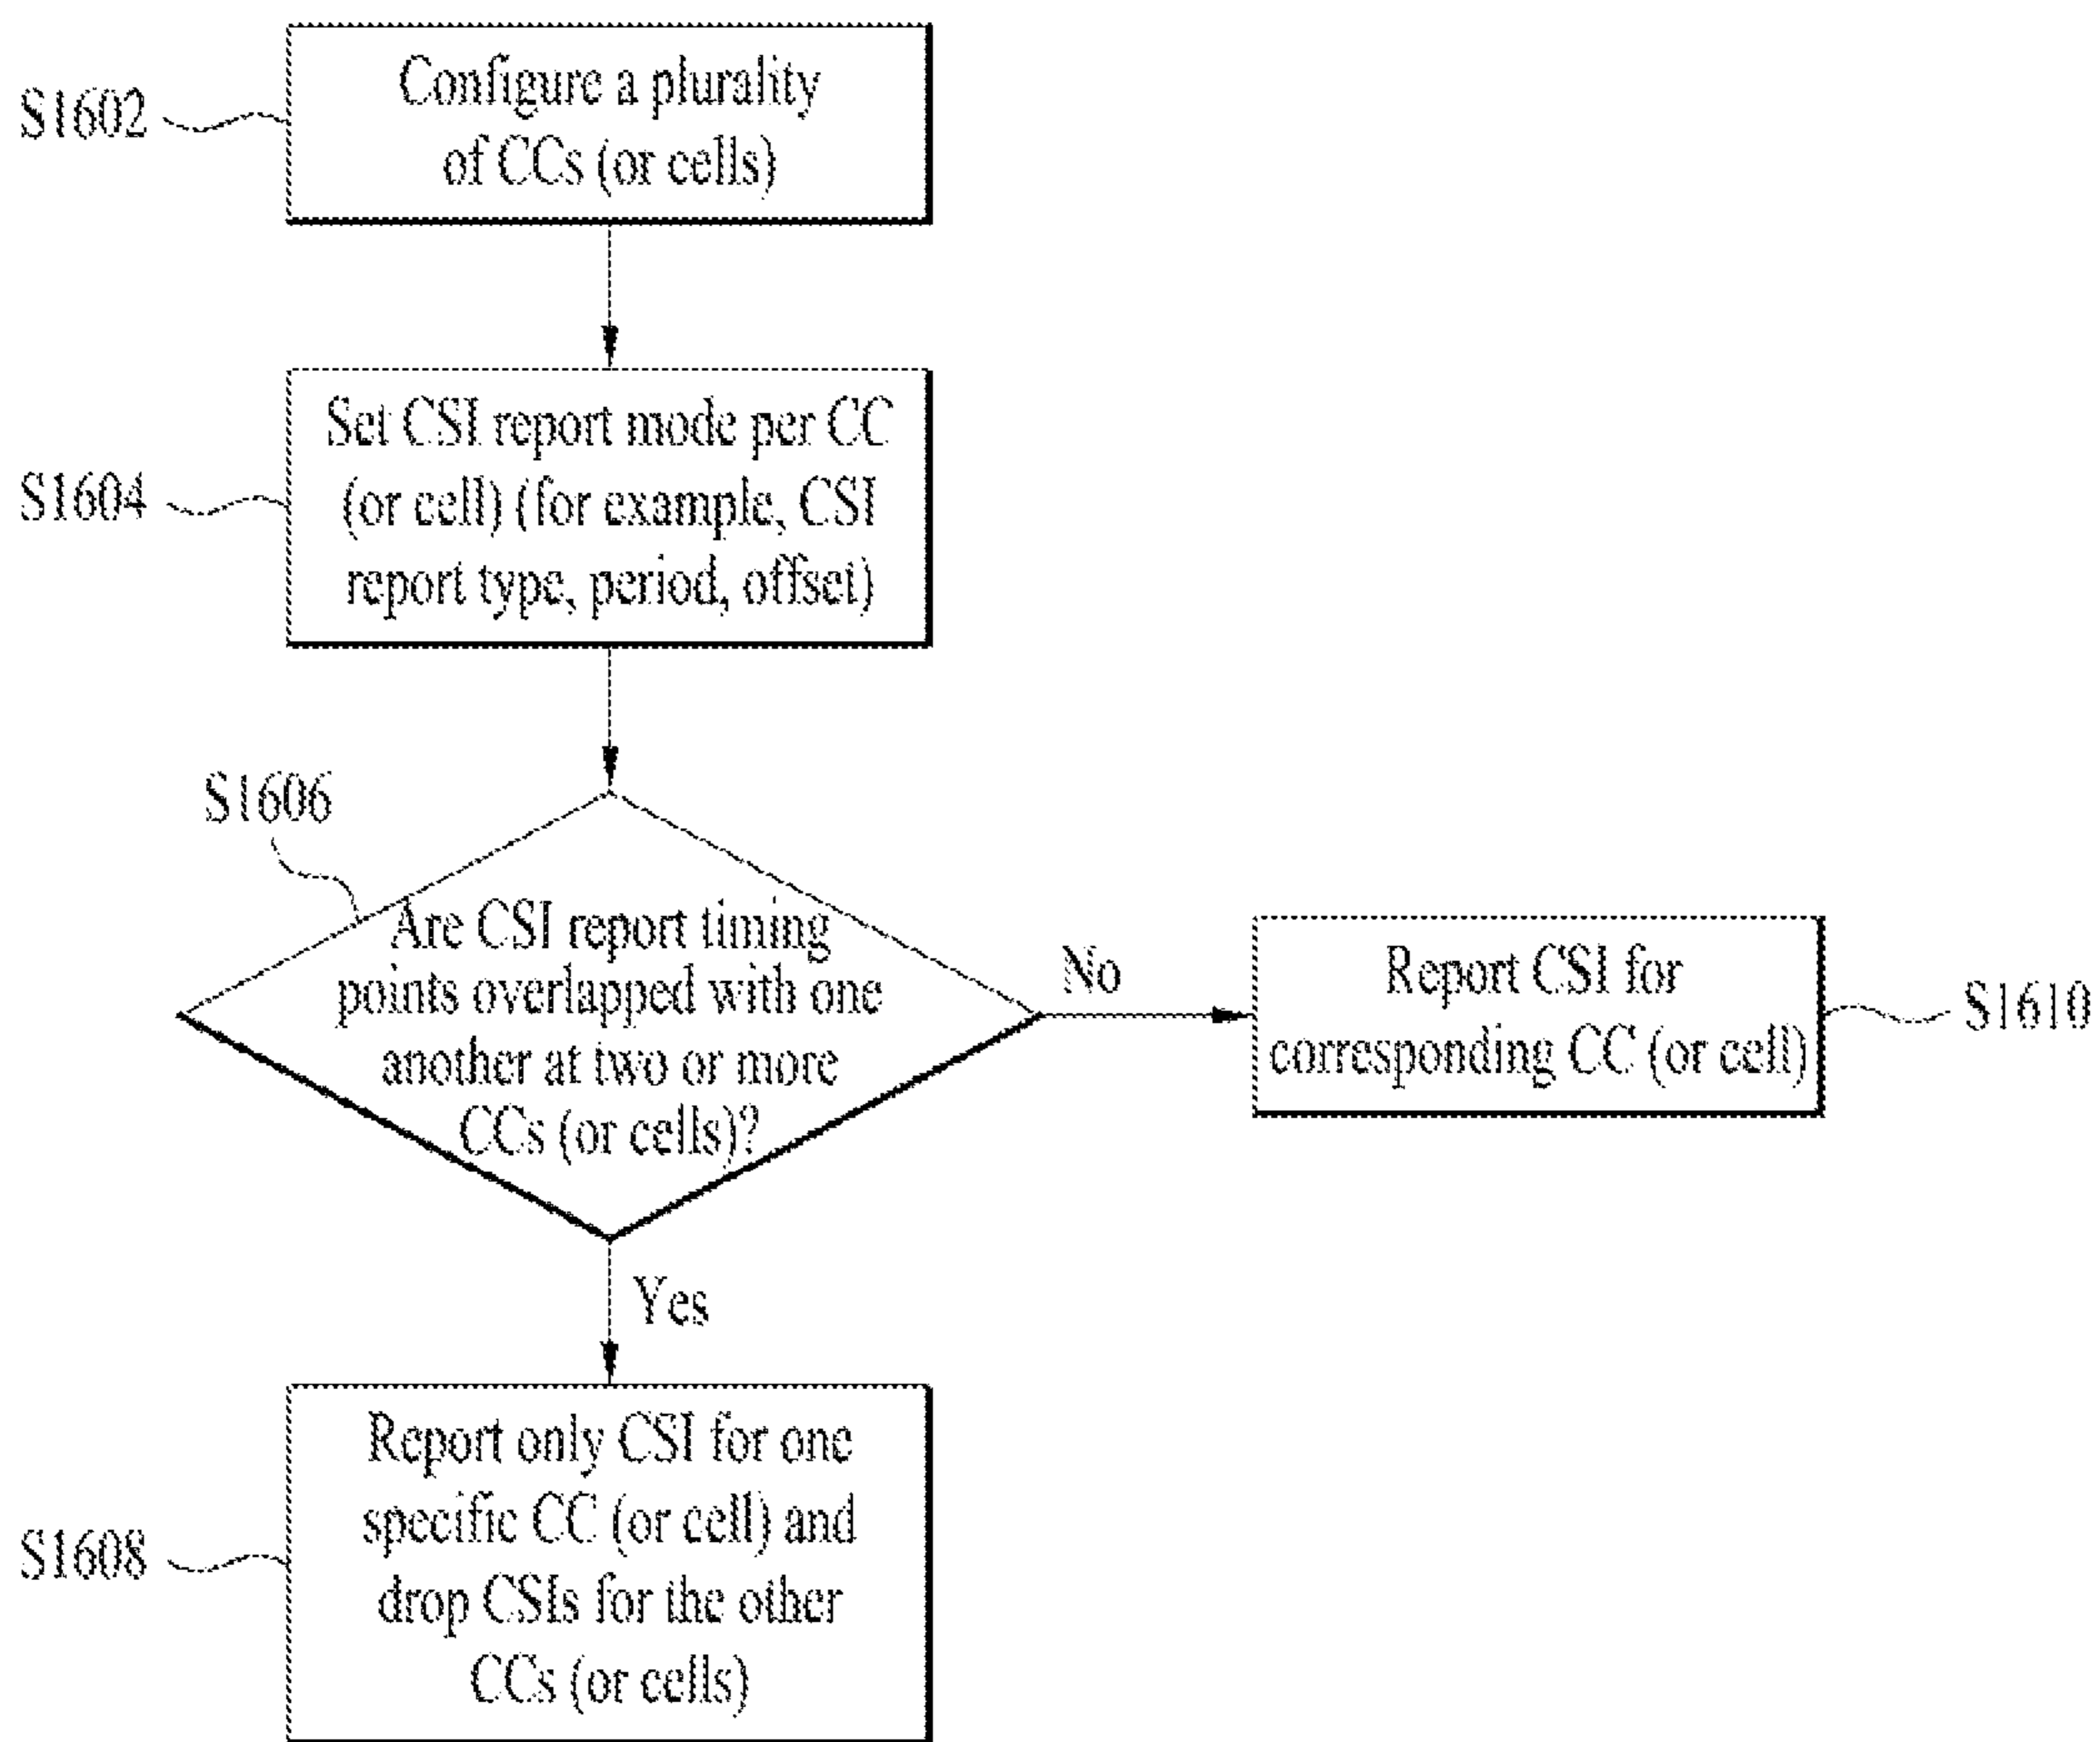 S1602
Configure a plurality
of CCs (or cells)
S1604
Set CSI report mode per CC
(or cell) (for example, CSI
report type, period, offset)
S1606
Are CSI report timing
points overlapped with one
another at two or more
CCs (or cells)?
No
Report CSI for
corresponding CC (or cell)
S1610
Yes
S1608
Report only CSI for one
specific CC (or cell) and
drop CSIs for the other
CCs (or cells)